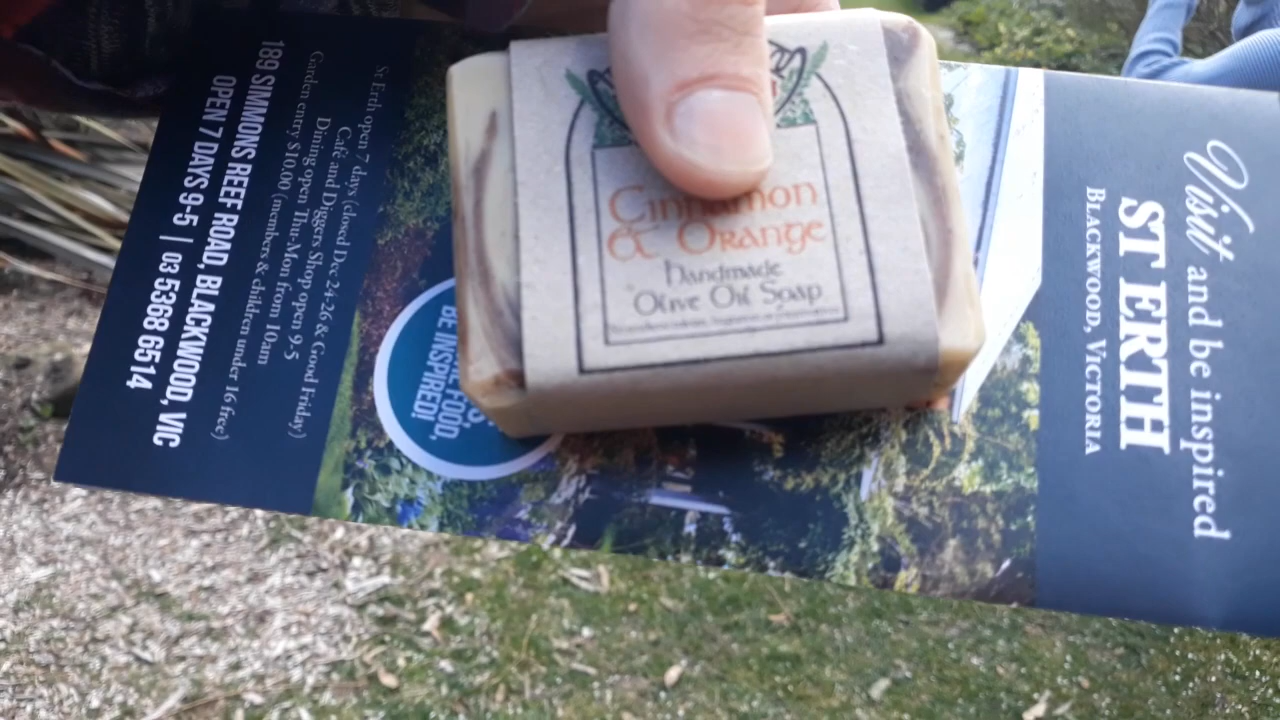 Cinnamon
& Orange
Handmade
Olive Oil Soap
Visit and be inspired
ST ERTH
BLACKWOOD, VICTORIA
FOOD,
BE INSPIRED!
St Erth open 7 days (closed Dec 24-26 & Good Friday)
Café and Diggers Shop open 9-5
Dining open Thu-Mon from 10am
Garden entry $10.00 (members & children under 16 free)
189 SIMMONS REEF ROAD, BLACKWOOD, VIC
OPEN 7 DAYS 9-5 | 03 5368 6514